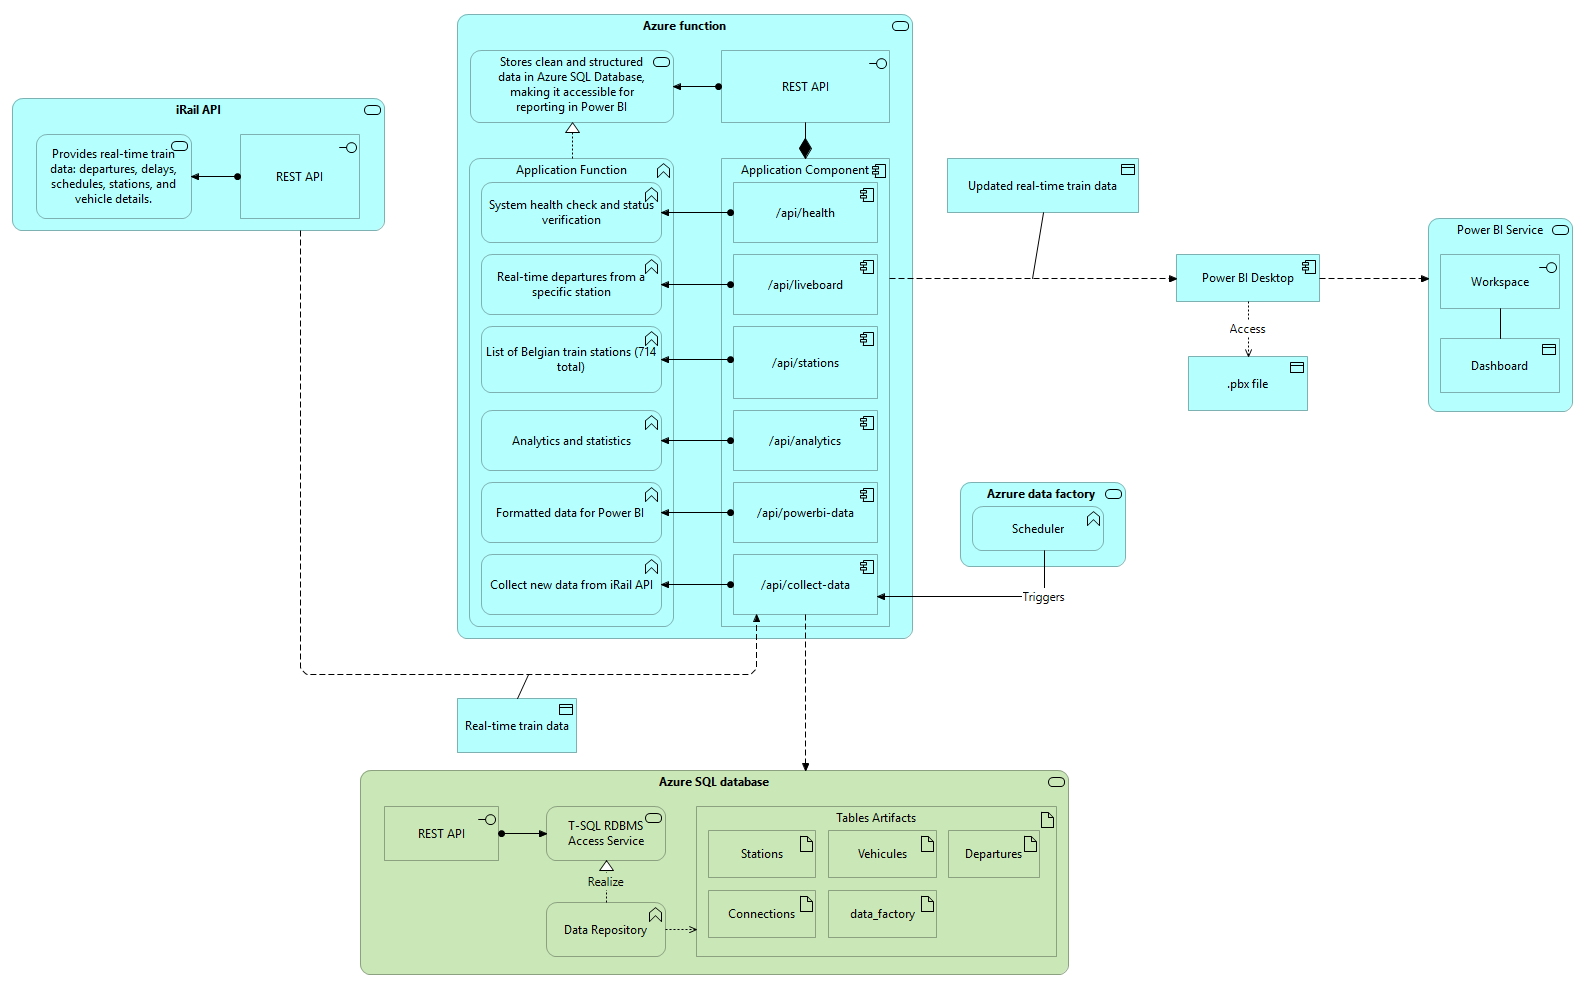 Azure function
Stores clean and structured
data in Azure SQL Database,
making it accessible for
reporting in Power BI
REST API
iRail API
Provides real-time train
data: departures, delays,
schedules, stations, and
vehicle details.
REST API
Application Function
Application Component
System health check and status
verification
/api/health
Real-time departures from a
specific station
/api/liveboard
List of Belgian train stations (714
total)
/api/stations
Analytics and statistics
/api/analytics
Formatted data for Power BI
/api/powerbi-data
Collect new data from iRail API
/api/collect-data
Updated real-time train data
Power BI Desktop
Access
.pbx file
Power BI Service
Workspace
Dashboard
Azrure data factory
Scheduler
Triggers
Real-time train data
Azure SQL database
REST API
T-SQL RDBMS
Access Service
Realize
Data Repository
Tables Artifacts
Stations
Vehicules
Departures
Connections
data_factory